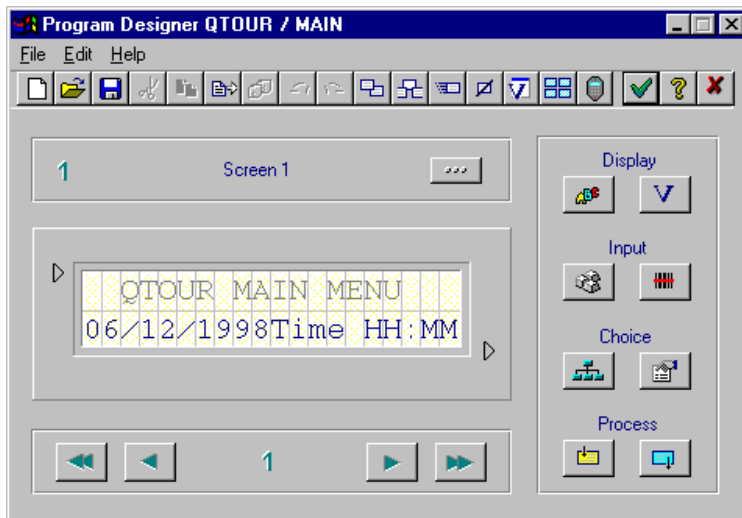 Program Designer QTOUR / MAIN
File Edit Help
1 Screen 1 ...
Display
V
Input
QTOUR MAIN MENU
06/12/1998Time HH:MM
Choice
Process
1